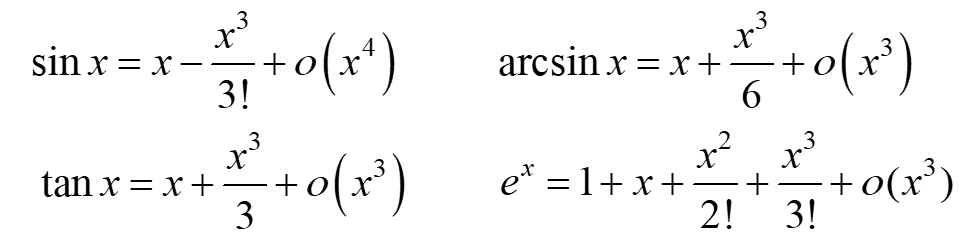 sin x = x − x³/3! + o(x⁴)    arcsin x = x + x³/6 + o(x³)
tan x = x + x³/3 + o(x³)    eˣ = 1 + x + x²/2! + x³/3! + o(x³)